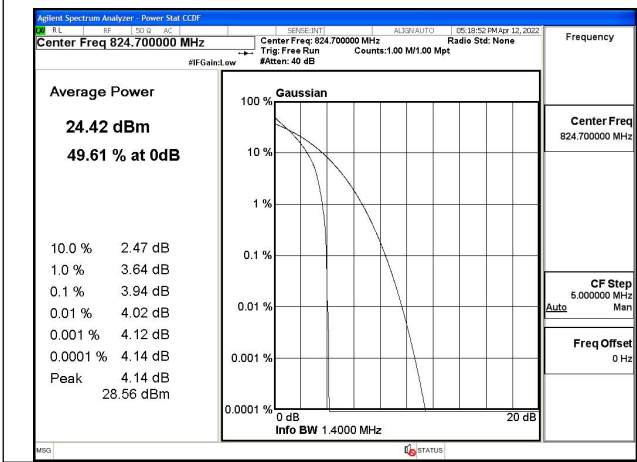 Agilent Spectrum Analyzer - Power Stat CCDF
RL RF 50 Ω AC SENSE:INT ALIGNAUTO 05:18:52 PM Apr 12, 2022
Center Freq 824.700000 MHz
Center Freq: 824.700000 MHz Radio Std: None
Trig: Free Run Counts:1.00 M/1.00 Mpt
#IFGain:Low #Atten: 40 dB
Average Power
24.42 dBm
49.61 % at 0dB
10.0 % 2.47 dB
1.0 % 3.64 dB
0.1 % 3.94 dB
0.01 % 4.02 dB
0.001 % 4.12 dB
0.0001 % 4.14 dB
Peak 4.14 dB
28.56 dBm
Gaussian
100 %
10 %
1 %
0.1 %
0.01 %
0.001 %
0.0001 %
0 dB 20 dB
Info BW 1.4000 MHz
Frequency
Center Freq
824.700000 MHz
CF Step
5.000000 MHz
Auto Man
Freq Offset
0 Hz
MSG STATUS